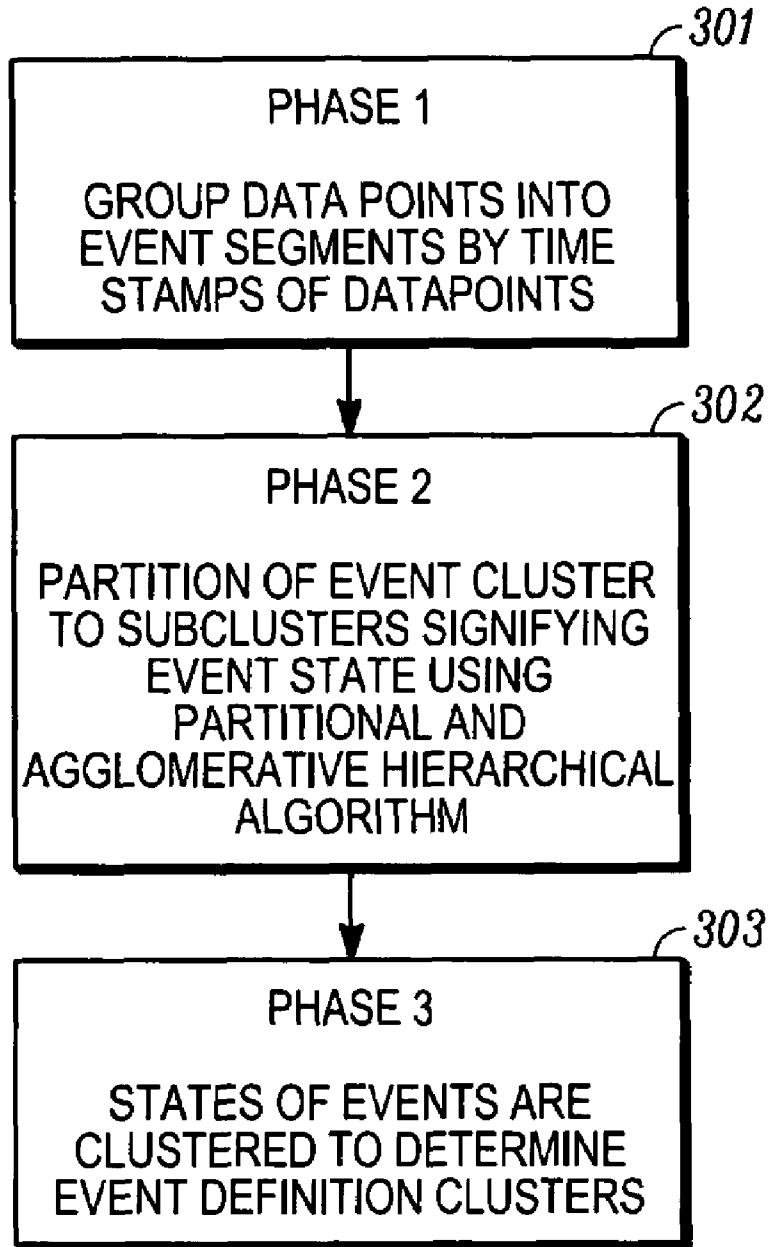 301
PHASE 1
GROUP DATA POINTS INTO
EVENT SEGMENTS BY TIME
STAMPS OF DATAPOINTS
302
PHASE 2
PARTITION OF EVENT CLUSTER
TO SUBCLUSTERS SIGNIFYING
EVENT STATE USING
PARTITIONAL AND
AGGLOMERATIVE HIERARCHICAL
ALGORITHM
303
PHASE 3
STATES OF EVENTS ARE
CLUSTERED TO DETERMINE
EVENT DEFINITION CLUSTERS